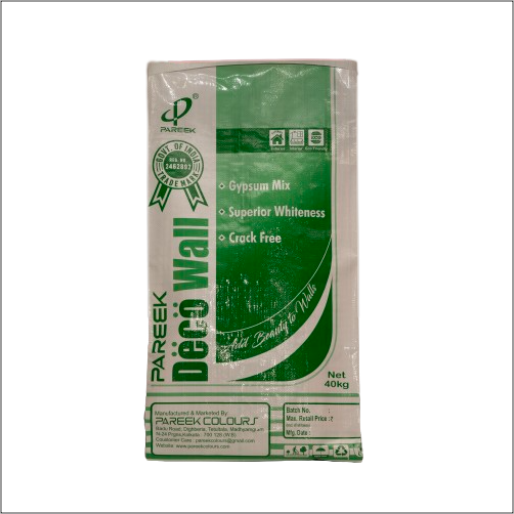 PAREEK
GOVT. OF INDIA
REG. NO.
2462802
TRADE MARK
Gypsum Mix
Superior Whiteness
Crack Free
PAREEK
Deco Wall
Add Beauty to Walls
Net
40kg
Manufactured & Marketed By
PAREEK COLOURS
Batch No. :
Max. Retail Price :
Mfg. Date :